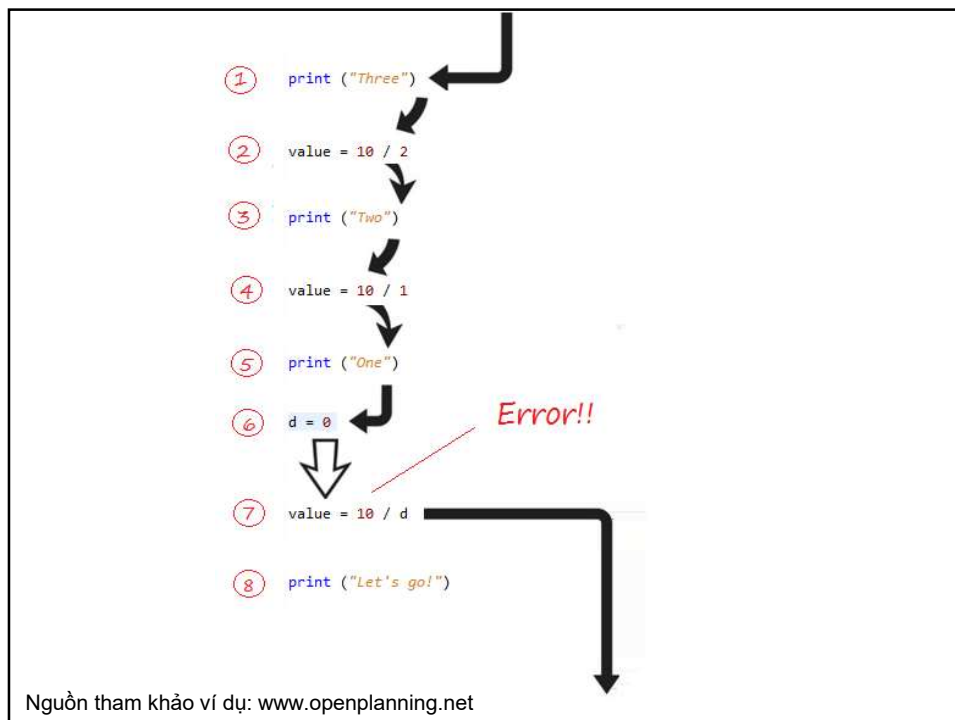 1 print ("Three")
2 value = 10 / 2
3 print ("Two")
4 value = 10 / 1
5 print ("One")
6 d = 0
Error!!
7 value = 10 / d
8 print ("Let's go!")
Nguồn tham khảo ví dụ: www.openplanning.net